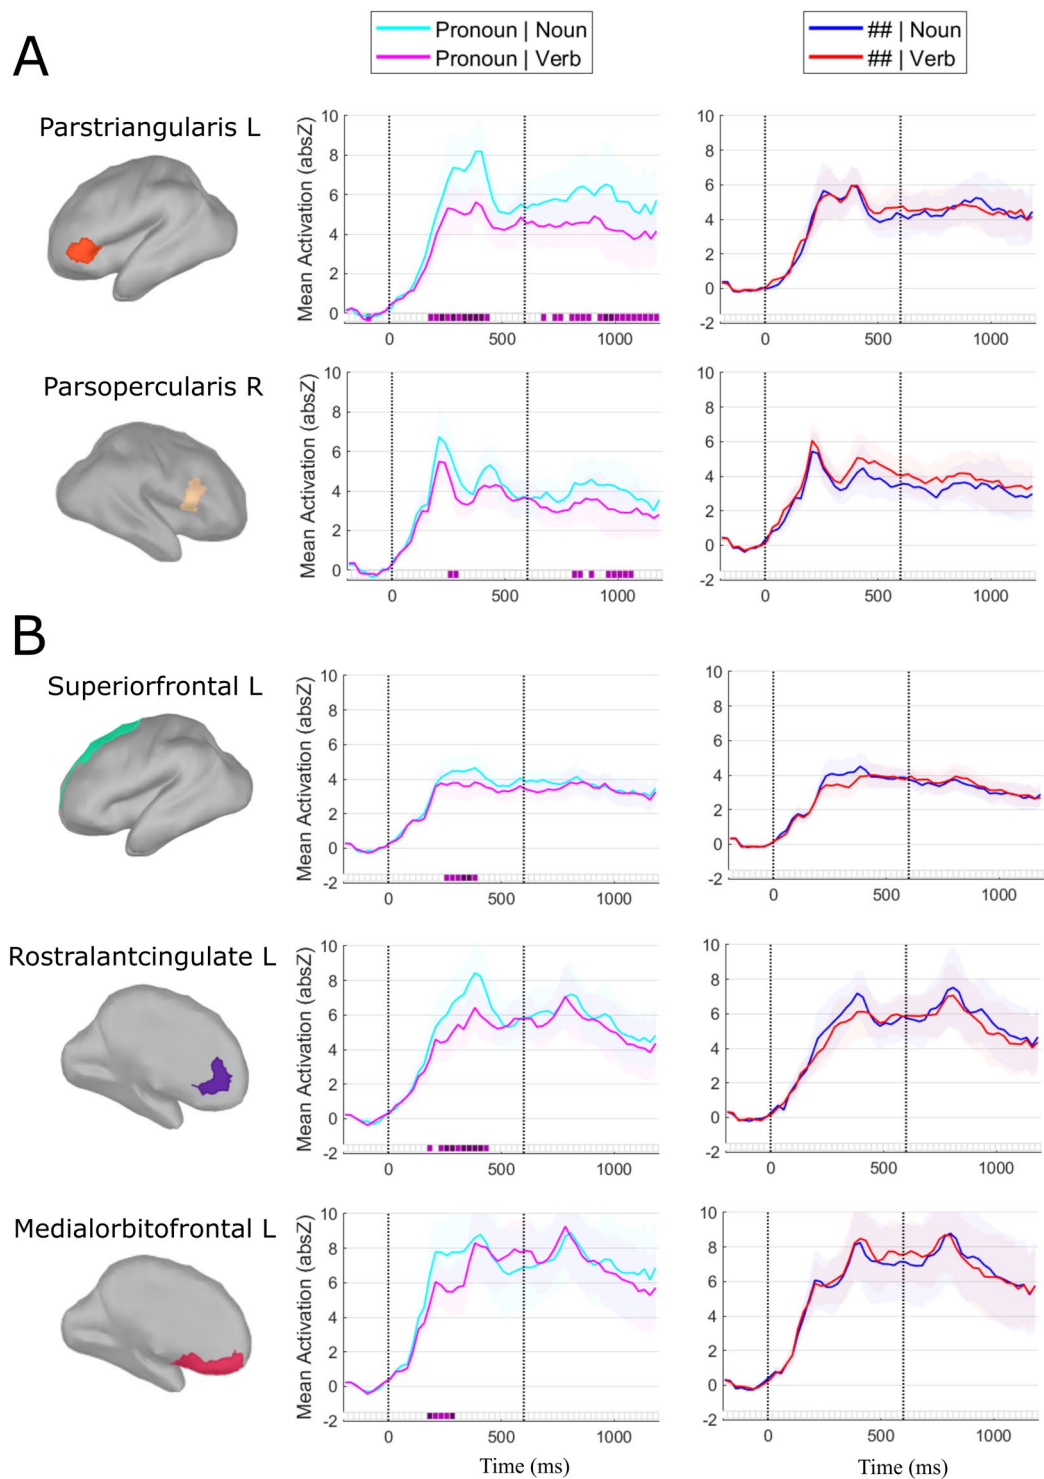 A
Pronoun | Noun
Pronoun | Verb
## | Noun
## | Verb
Parstriangularis L
Mean Activation (absZ)
10
8
6
4
2
0
0 500 1000
10
8
6
4
2
0
-2
0 500 1000
Parsopercularis R
Mean Activation (absZ)
10
8
6
4
2
0
0 500 1000
10
8
6
4
2
0
-2
0 500 1000
B
Superiorfrontal L
Mean Activation (absZ)
10
8
6
4
2
0
-2
0 500 1000
10
8
6
4
2
0
-2
0 500 1000
Rostralantcingulate L
Mean Activation (absZ)
10
8
6
4
2
0
-2
0 500 1000
10
8
6
4
2
0
-2
0 500 1000
Medialorbitofrontal L
Mean Activation (absZ)
10
8
6
4
2
0
-2
0 500 1000
Time (ms)
10
8
6
4
2
0
-2
0 500 1000
Time (ms)